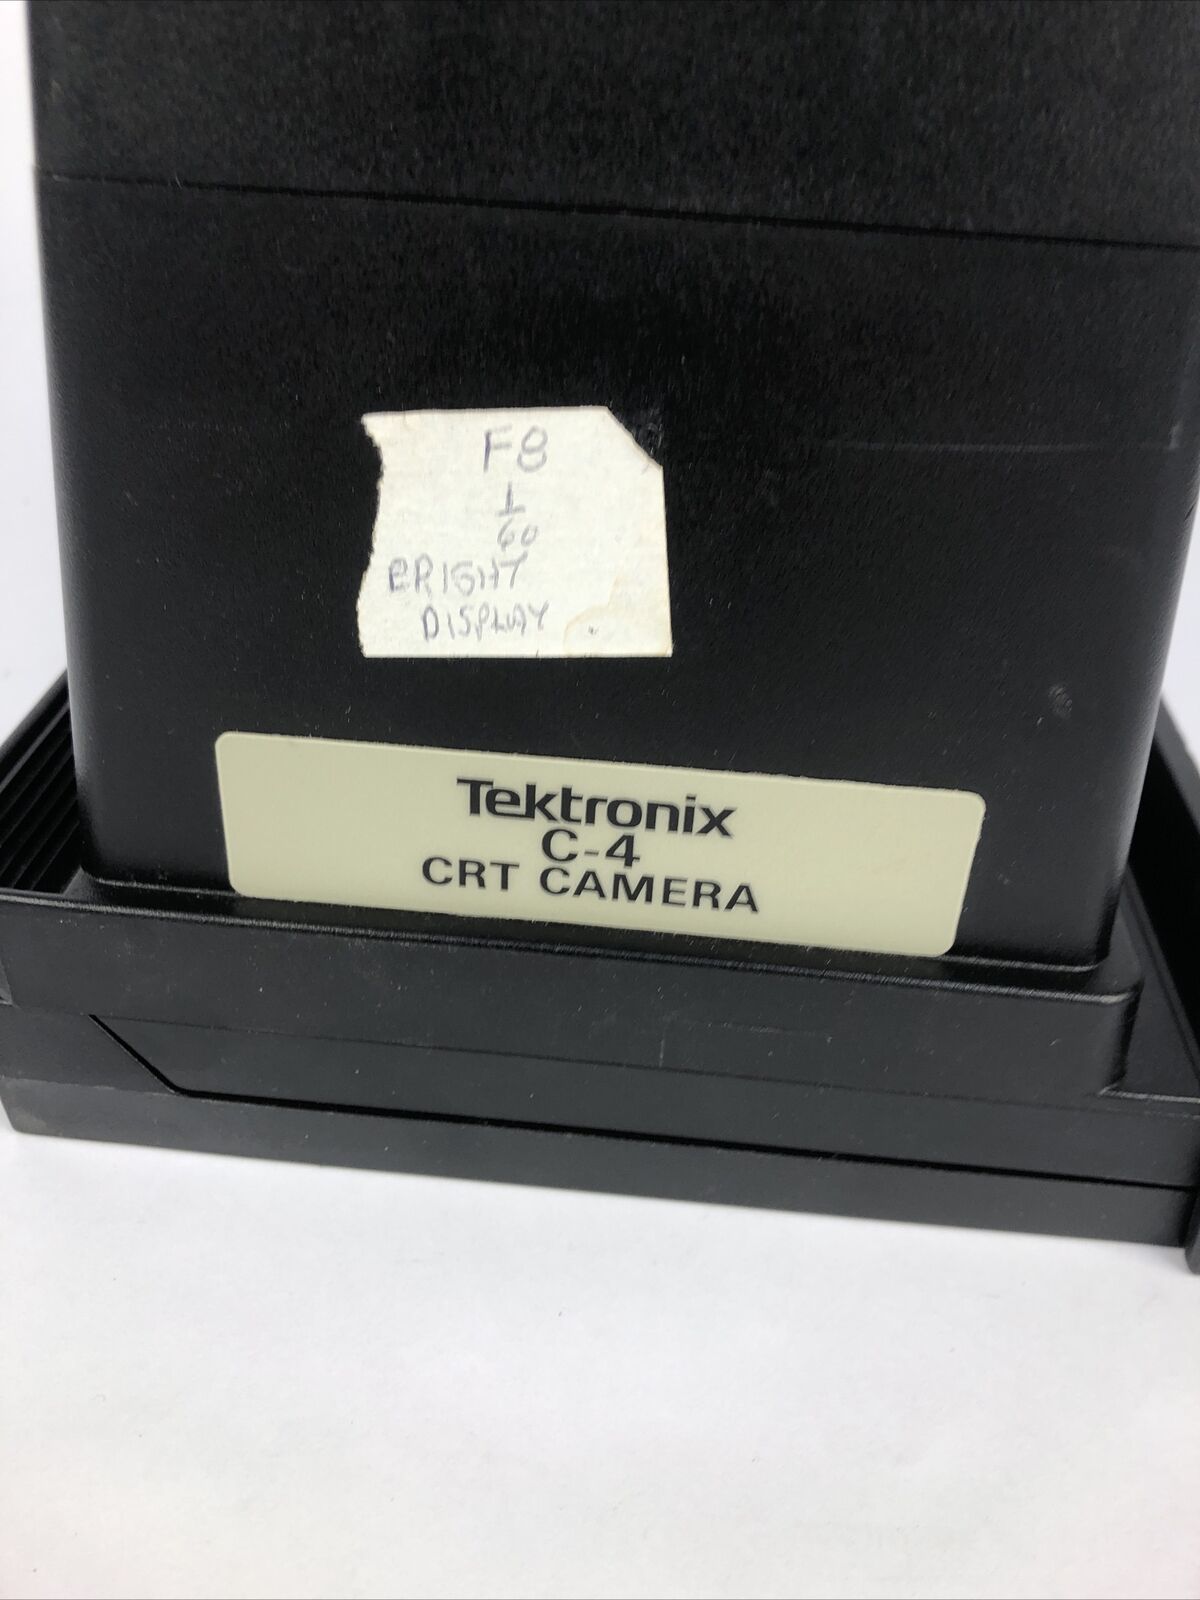 F8
1
60
BRIGHT
DISPLAY
Tektronix
C-4
CRT CAMERA